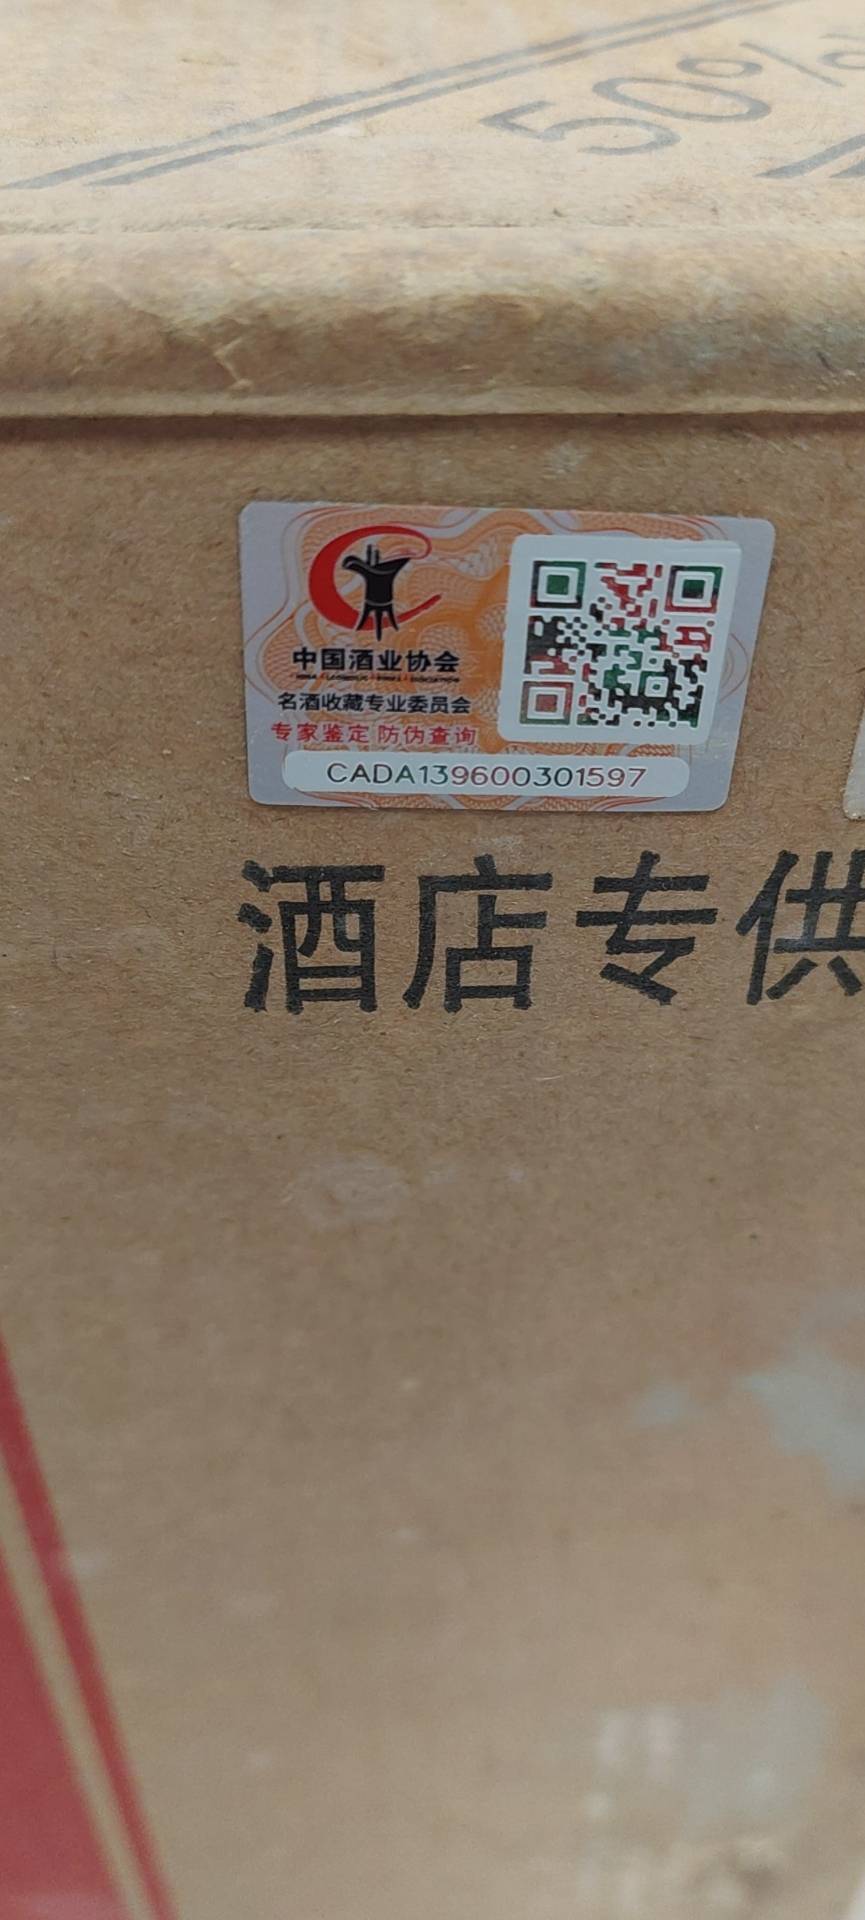 50%
中国酒业协会
名酒收藏专业委员会
专家鉴定 防伪查询
CADA139600301597
酒店专供